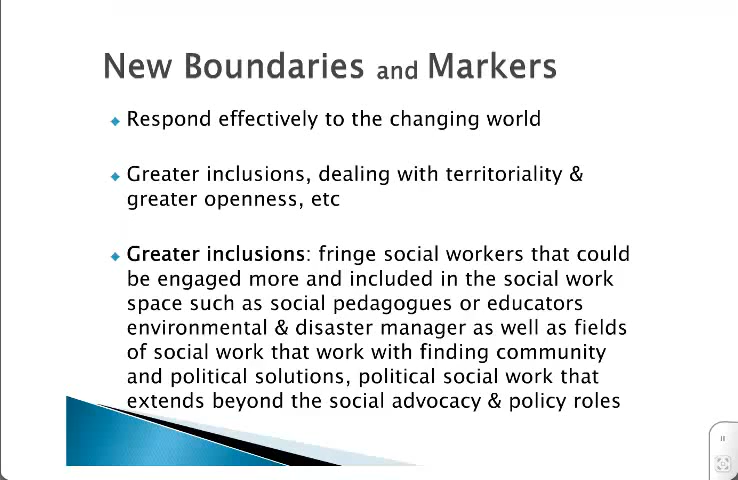 New Boundaries and Markers
Respond effectively to the changing world
Greater inclusions, dealing with territoriality &
greater openness, etc
Greater inclusions: fringe social workers that could
be engaged more and included in the social work
space such as social pedagogues or educators
environmental & disaster manager as well as fields
of social work that work with finding community
and political solutions, political social work that
extends beyond the social advocacy & policy roles